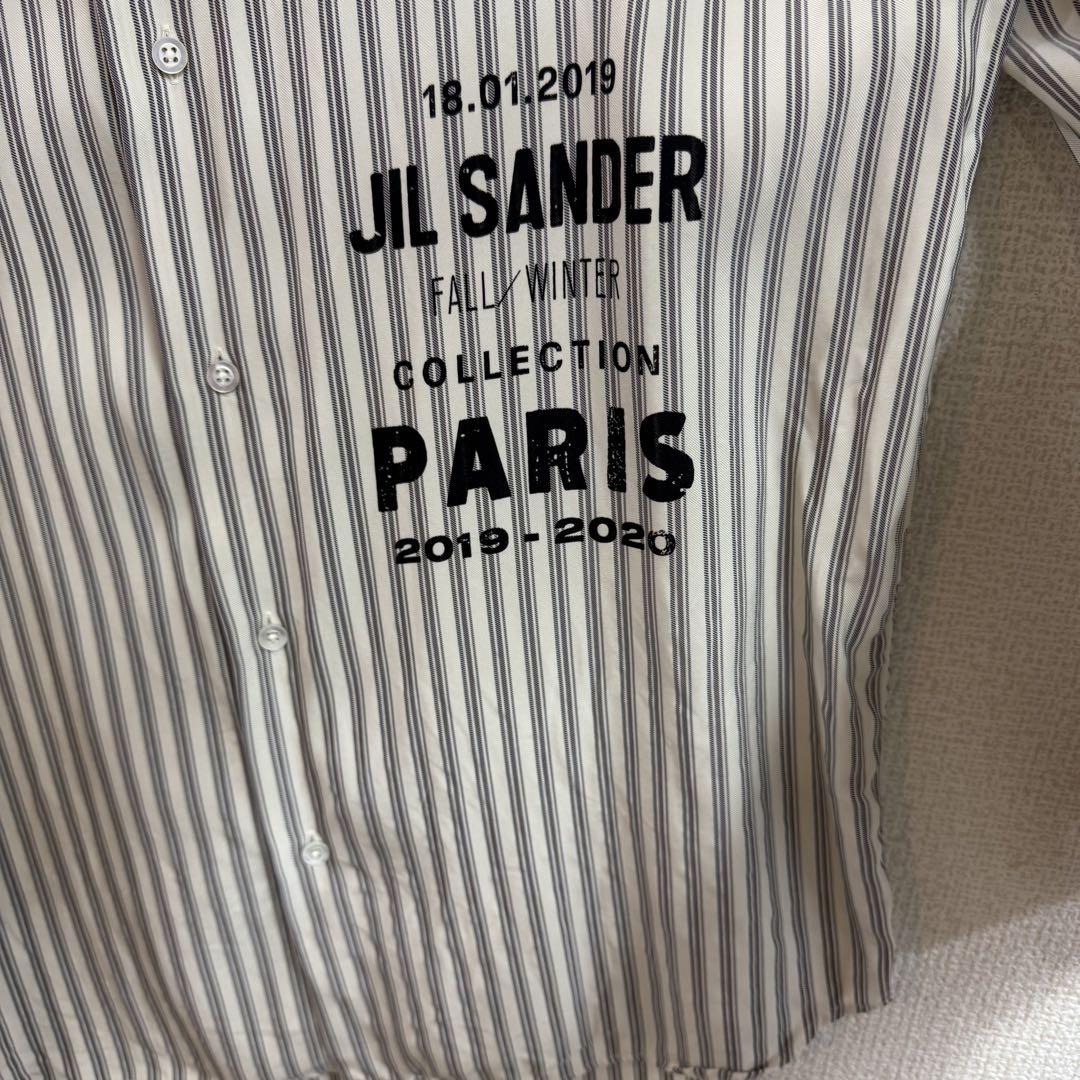 18.01.2019
JIL SANDER
FALL/WINTER
COLLECTION
PARIS
2019 - 2020